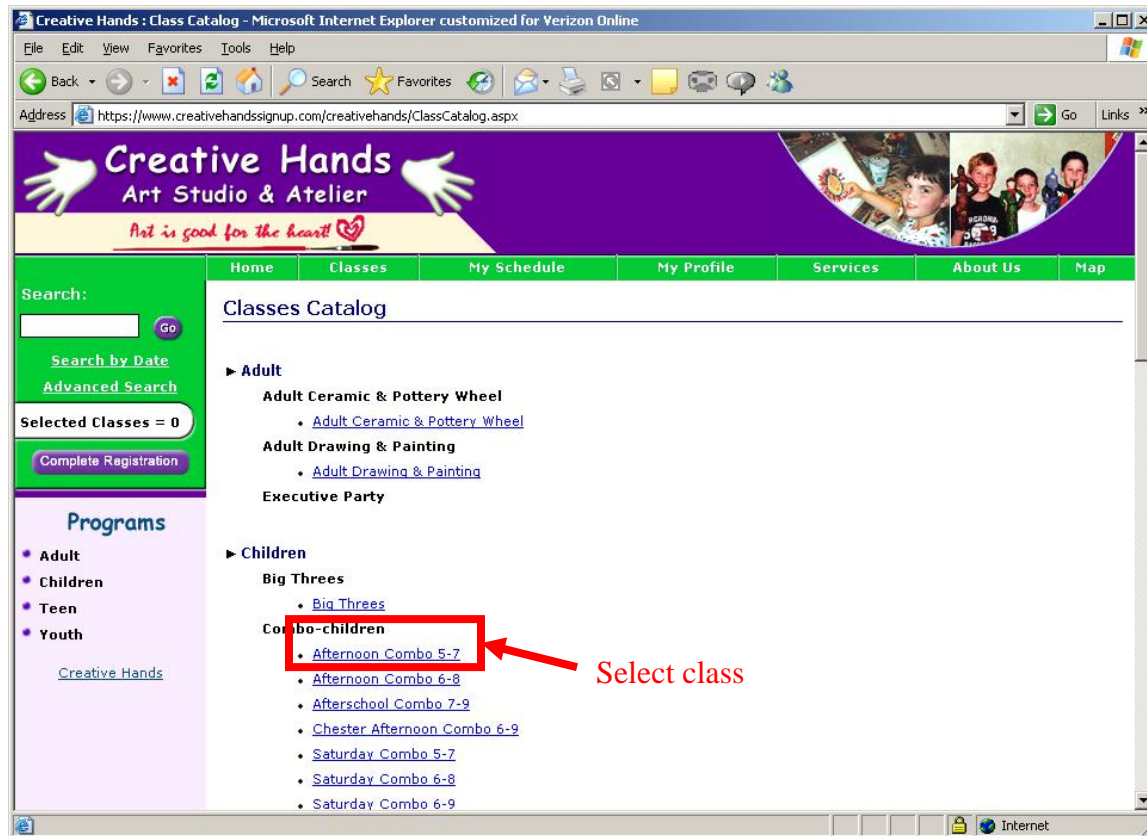 Creative Hands : Class Catalog - Microsoft Internet Explorer customized for Verizon Online
File Edit View Favorites Tools Help
Back Search Favorites
Address https://www.creativehandssignup.com/creativehands/ClassCatalog.aspx Go Links »
Creative Hands
Art Studio & Atelier
Art is good for the heart!
Home Classes My Schedule My Profile Services About Us Map
Search:
Go
Search by Date
Advanced Search
Selected Classes = 0
Complete Registration
Programs
Adult
Children
Teen
Youth
Creative Hands
Classes Catalog
► Adult
Adult Ceramic & Pottery Wheel
• Adult Ceramic & Pottery Wheel
Adult Drawing & Painting
• Adult Drawing & Painting
Executive Party
► Children
Big Threes
• Big Threes
Combo-children
• Afternoon Combo 5-7
• Afternoon Combo 6-8
• Afterschool Combo 7-9
• Chester Afternoon Combo 6-9
• Saturday Combo 5-7
• Saturday Combo 6-8
• Saturday Combo 6-9
Select class
Internet